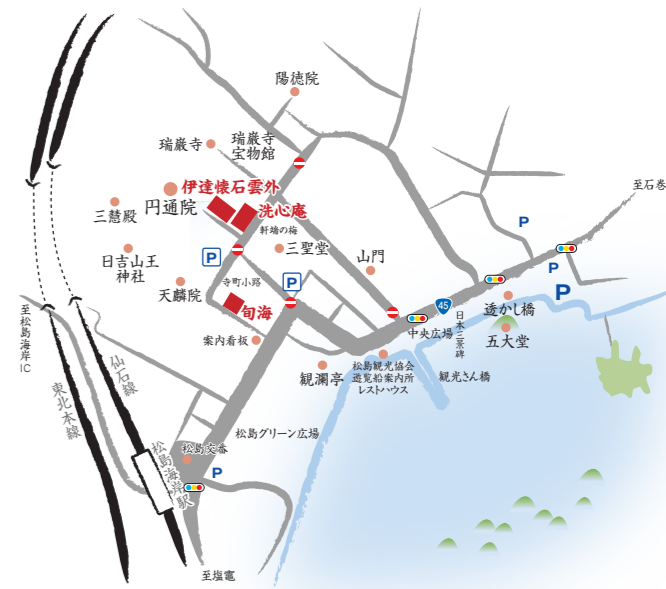 陽徳院
瑞巌寺
瑞巌寺
宝物館
伊達懐石雲外
円通院
洗心庵
軒端の梅
三慧殿
三聖堂
山門
日吉山王
神社
天麟院
寺町小路
旬海
案内看板
観瀾亭
松島観光協会
遊覧船案内所
レストハウス
中央広場
日本三景碑
観光さん橋
透かし橋
五大堂
45
至石巻
P
P
P
P
P
P
至松島海岸IC
仙石線
東北本線
松島海岸駅
松島交番
松島グリーン広場
至塩竈